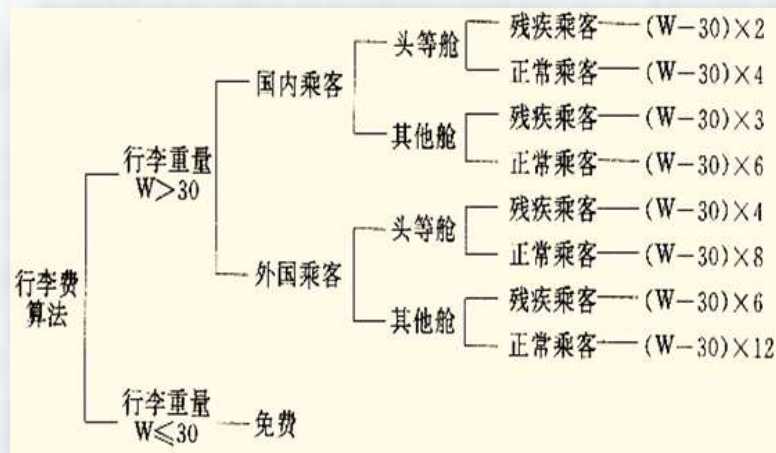 残疾乘客——(W-30)×2
头等舱
正常乘客——(W-30)×4
国内乘客
残疾乘客——(W-30)×3
其他舱
正常乘客——(W-30)×6
行李重量
W>30
残疾乘客——(W-30)×4
头等舱
正常乘客——(W-30)×8
外国乘客
残疾乘客——(W-30)×6
其他舱
正常乘客——(W-30)×12
行李费
算法
行李重量
W≤30
免费